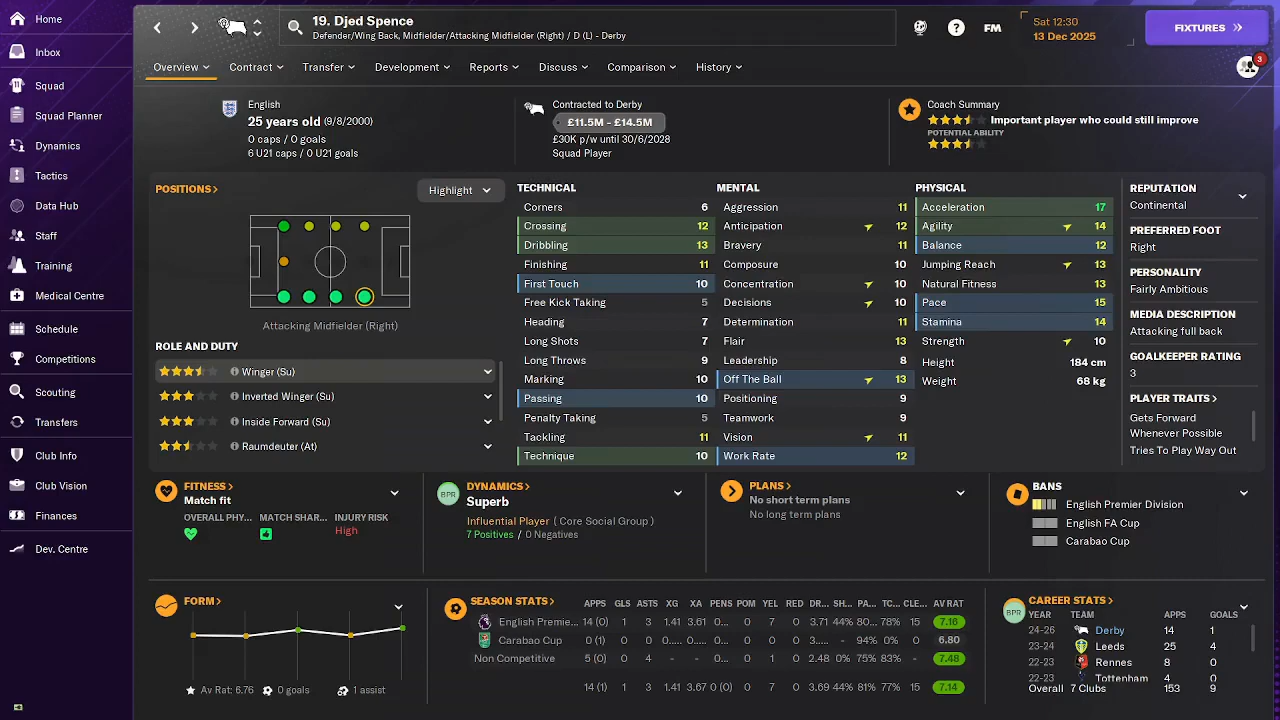 Home
Inbox
Squad
Squad Planner
Dynamics
Tactics
Data Hub
Staff
Training
Medical Centre
Schedule
Competitions
Scouting
Transfers
Club Info
Club Vision
Finances
Dev. Centre
19. Djed Spence
Defender/Wing Back, Midfielder/Attacking Midfielder (Right) / D (L) - Derby
FM
Sat 12:30
13 Dec 2025
FIXTURES
3
Overview Contract Transfer Development Reports Discuss Comparison History
English
25 years old (9/8/2000)
0 caps / 0 goals
6 U21 caps / 0 U21 goals
Contracted to Derby
£11.5M - £14.5M
£30K p/w until 30/6/2028
Squad Player
Coach Summary
Important player who could still improve
POTENTIAL ABILITY
POSITIONS
Highlight
Attacking Midfielder (Right)
ROLE AND DUTY
Winger (Su)
Inverted Winger (Su)
Inside Forward (Su)
Raumdeuter (At)
TECHNICAL
Corners 6
Crossing 12
Dribbling 13
Finishing 11
First Touch 10
Free Kick Taking 5
Heading 7
Long Shots 7
Long Throws 9
Marking 10
Passing 10
Penalty Taking 5
Tackling 11
Technique 10
MENTAL
Aggression 11
Anticipation 12
Bravery 11
Composure 10
Concentration 10
Decisions 10
Determination 11
Flair 13
Leadership 8
Off The Ball 13
Positioning 9
Teamwork 9
Vision 11
Work Rate 12
PHYSICAL
Acceleration 17
Agility 14
Balance 12
Jumping Reach 13
Natural Fitness 13
Pace 15
Stamina 14
Strength 10
Height 184 cm
Weight 68 kg
REPUTATION
Continental
PREFERRED FOOT
Right
PERSONALITY
Fairly Ambitious
MEDIA DESCRIPTION
Attacking full back
GOALKEEPER RATING
3
PLAYER TRAITS
Gets Forward
Whenever Possible
Tries To Play Way Out
FITNESS
Match fit
OVERALL PHY... MATCH SHAR... INJURY RISK
High
BPR
DYNAMICS
Superb
Influential Player ( Core Social Group )
7 Positives / 0 Negatives
PLANS
No short term plans
No long term plans
BANS
English Premier Division
English FA Cup
Carabao Cup
FORM
Av Rat: 6.76 0 goals 1 assist
SEASON STATS APPS GLS ASTS XG XA PENS POM YEL RED DR... SH... PA... TC... CLE... AV RAT
English Premie... 14 (0) 1 3 1.41 3.61 0... 0 7 0 3.71 44% 80... 78% 15 7.16
Carabao Cup 0 (1) 0 0 0..... 0..... 0... 0 0 0 3..... - 94% 0% 0 6.80
Non Competitive 5 (0) 0 4 - - 0... 0 1 0 2.48 0% 75% 83% - 7.48
14 (1) 1 3 1.41 3.67 0 (0) 0 7 0 3.69 44% 81% 77% 15 7.14
BPR
CAREER STATS
YEAR TEAM APPS GOALS
24-26 Derby 14 1
23-24 Leeds 25 4
22-23 Rennes 8 0
22-23 Tottenham 4 0
Overall 7 Clubs 153 9